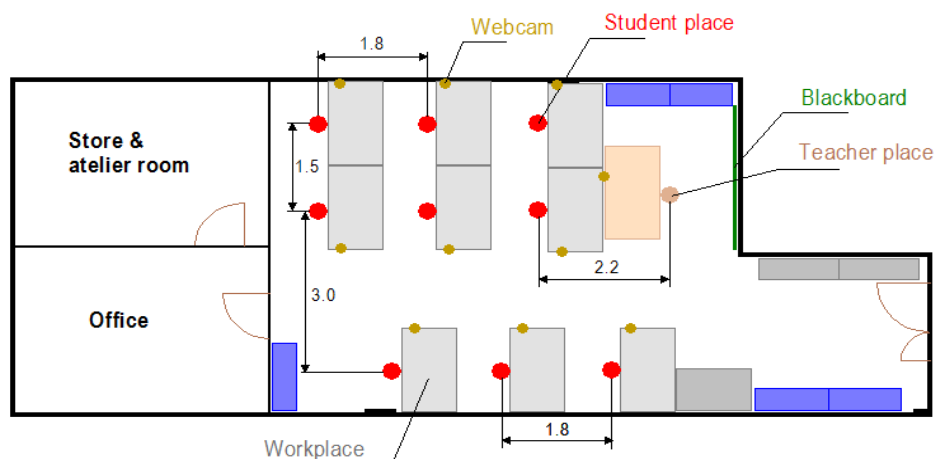 Webcam
Student place
1.8
Blackboard
Store &
atelier room
1.5
Teacher place
2.2
3.0
Office
1.8
Workplace